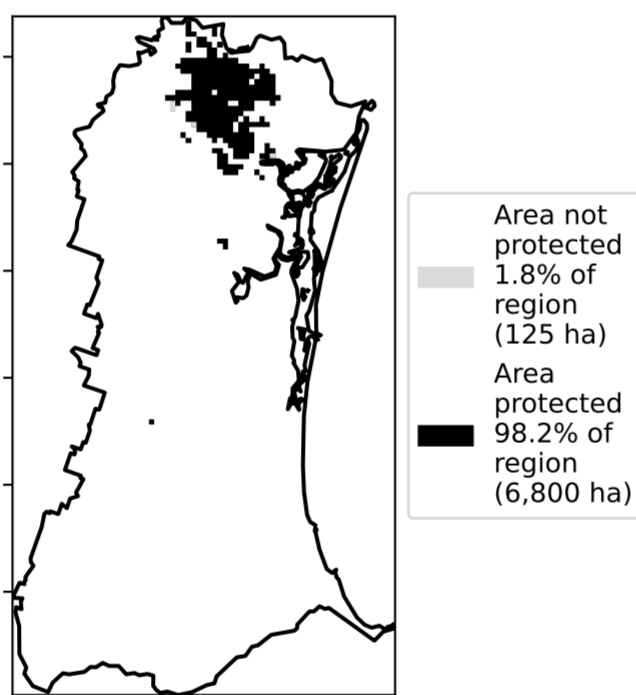 Area not
protected
1.8% of
region
(125 ha)
Area
protected
98.2% of
region
(6,800 ha)